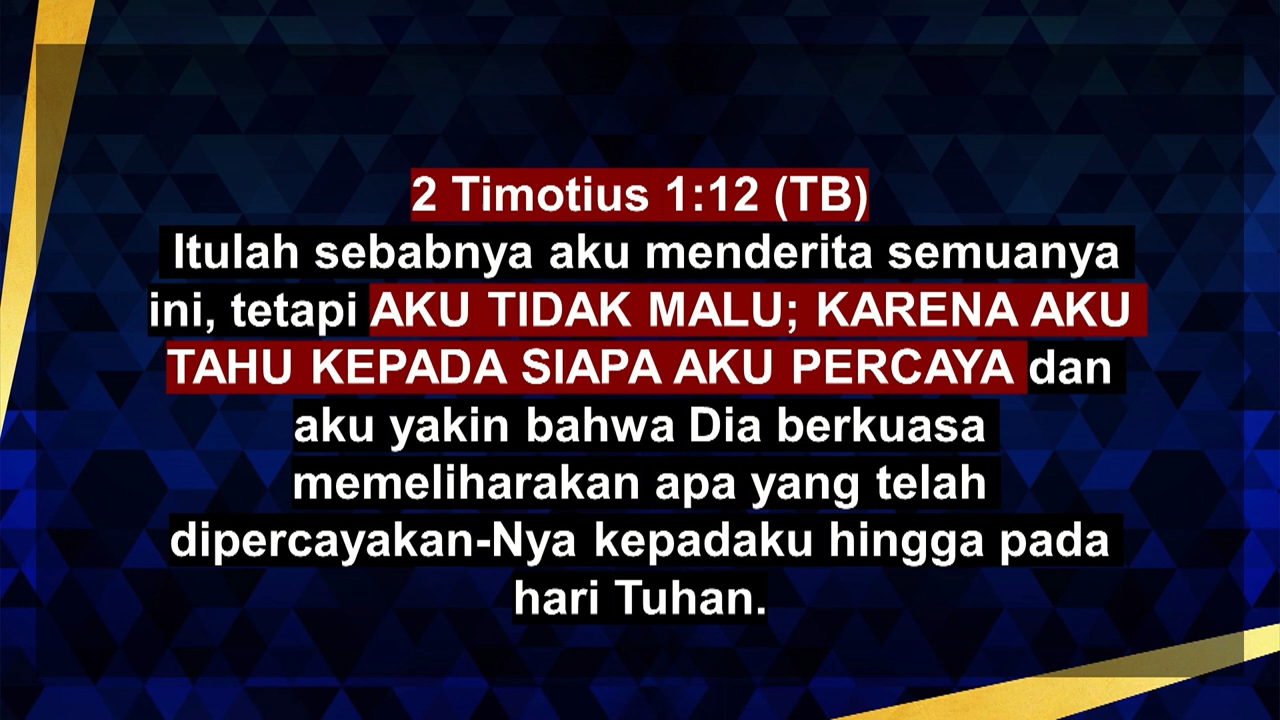 2 Timotius 1:12 (TB)
Itulah sebabnya aku menderita semuanya
ini, tetapi AKU TIDAK MALU; KARENA AKU
TAHU KEPADA SIAPA AKU PERCAYA dan
aku yakin bahwa Dia berkuasa
memeliharakan apa yang telah
dipercayakan-Nya kepadaku hingga pada
hari Tuhan.